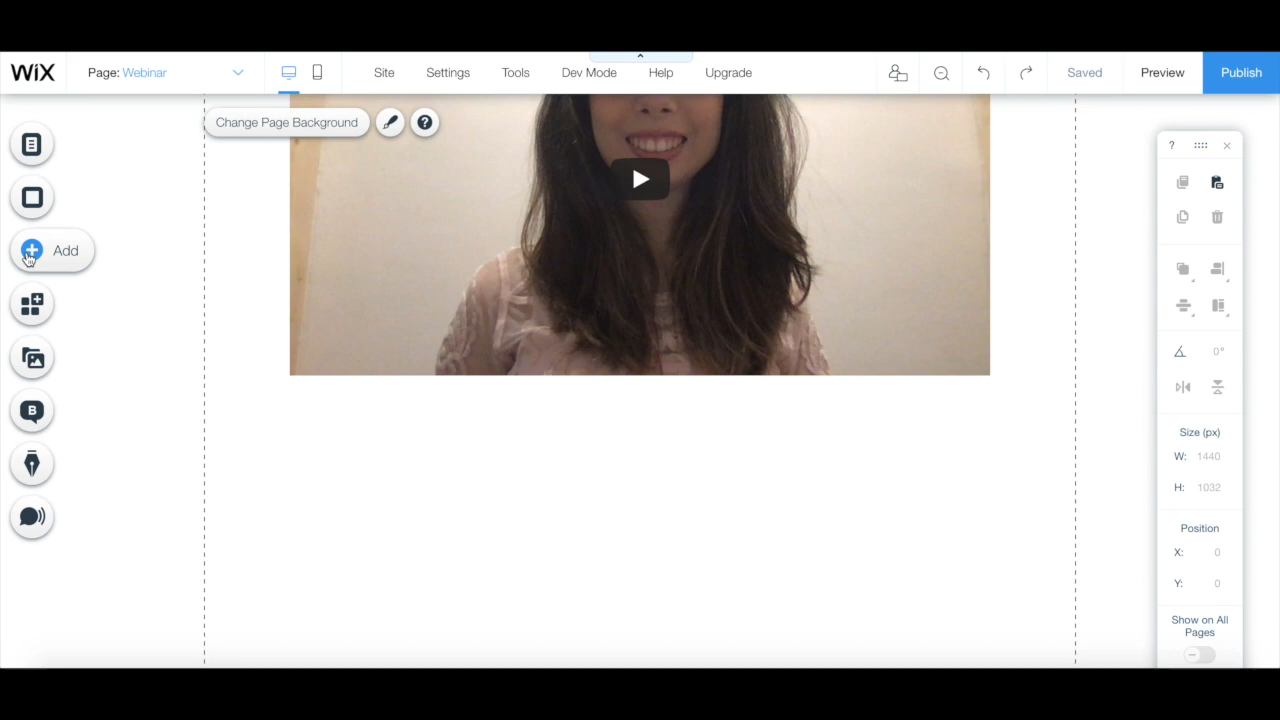 WiX
Page: Webinar
Site
Settings
Tools
Dev Mode
Help
Upgrade
Saved
Preview
Publish
Change Page Background
?
?
Add
B
0°
Size (px)
W: 1440
H: 1032
Position
X: 0
Y: 0
Show on All
Pages